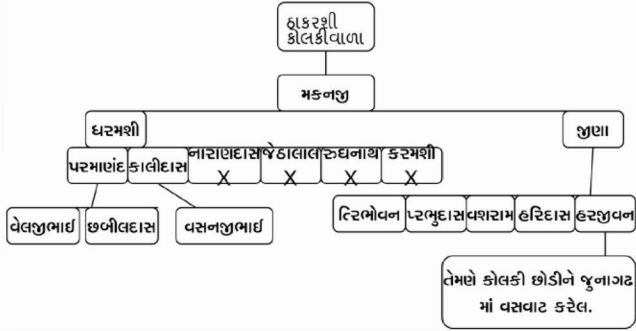 ઠાકરશી
કોલકીવાળા
મકનજી
ધરમશી
જીણા
પરમાણંદ
કાલીદાસ
નારાણદાસ
જેઠાલાલ
રુઘનાથ
કરમશી
X
X
X
X
વેલજીભાઈ
છબીલદાસ
વસનજીભાઈ
ત્રિભોવન
પ્રભુદાસ
વશરામ
હરિદાસ
હરજીવન
તેમણે કોલકી છોડીને જુનાગઢ
માં વસવાટ કરેલ.